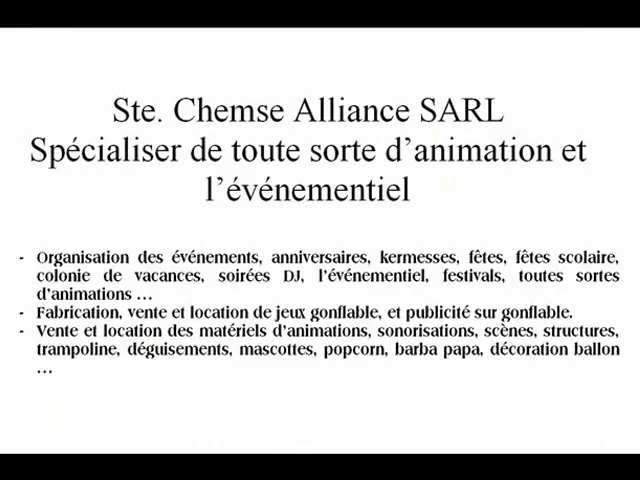 Ste. Chemse Alliance SARL
Spécialiser de toute sorte d’animation et
l’événementiel
- Organisation des événements, anniversaires, kermesses, fêtes, fêtes scolaire,
colonie de vacances, soirées DJ, l’événementiel, festivals, toutes sortes
d’animations …
- Fabrication, vente et location de jeux gonflable, et publicité sur gonflable.
- Vente et location des matériels d’animations, sonorisations, scènes, structures,
trampoline, déguisements, mascottes, popcorn, barba papa, décoration ballon
…